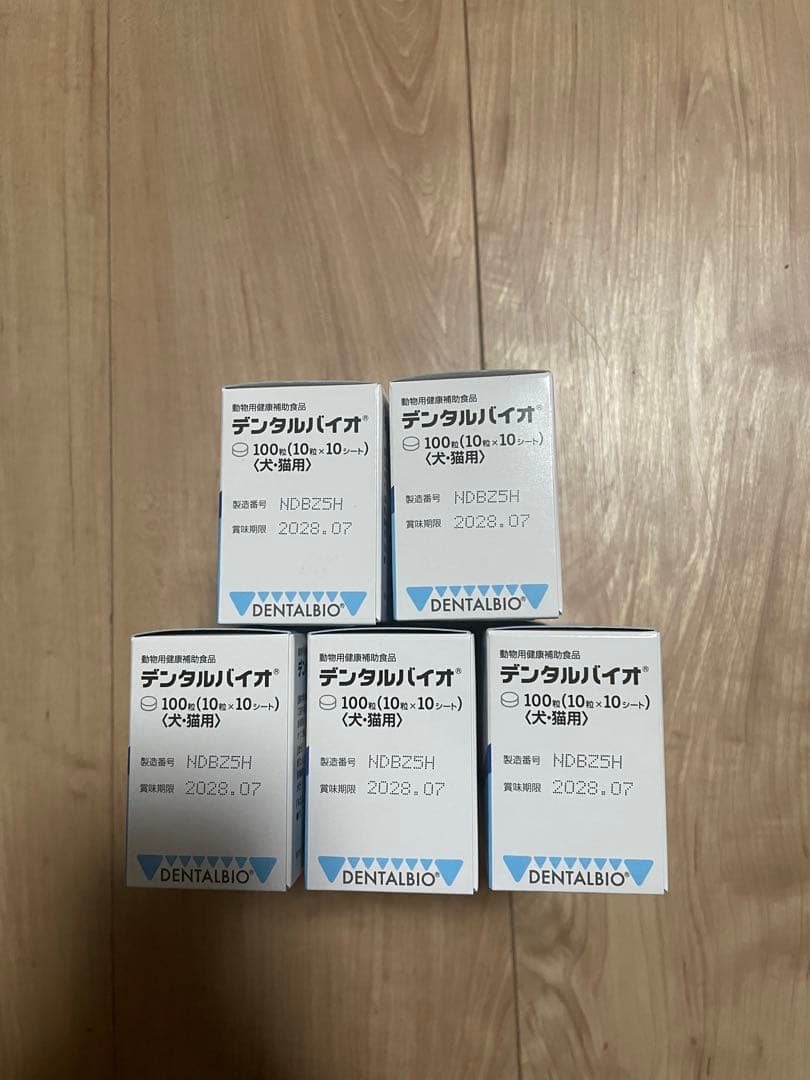 動物用健康補助食品
デンタルバイオ®
100粒(10粒×10シート)
〈犬・猫用〉
製造番号 NDBZ5H
賞味期限 2028.07
DENTALBIO®
動物用健康補助食品
デンタルバイオ®
100粒(10粒×10シート)
〈犬・猫用〉
製造番号 NDBZ5H
賞味期限 2028.07
DENTALBIO®
動物用健康補助食品
デンタルバイオ®
100粒(10粒×10シート)
〈犬・猫用〉
製造番号 NDBZ5H
賞味期限 2028.07
DENTALBIO®
動物用健康補助食品
デンタルバイオ®
100粒(10粒×10シート)
〈犬・猫用〉
製造番号 NDBZ5H
賞味期限 2028.07
DENTALBIO®
動物用健康補助食品
デンタルバイオ®
100粒(10粒×10シート)
〈犬・猫用〉
製造番号 NDBZ5H
賞味期限 2028.07
DENTALBIO®